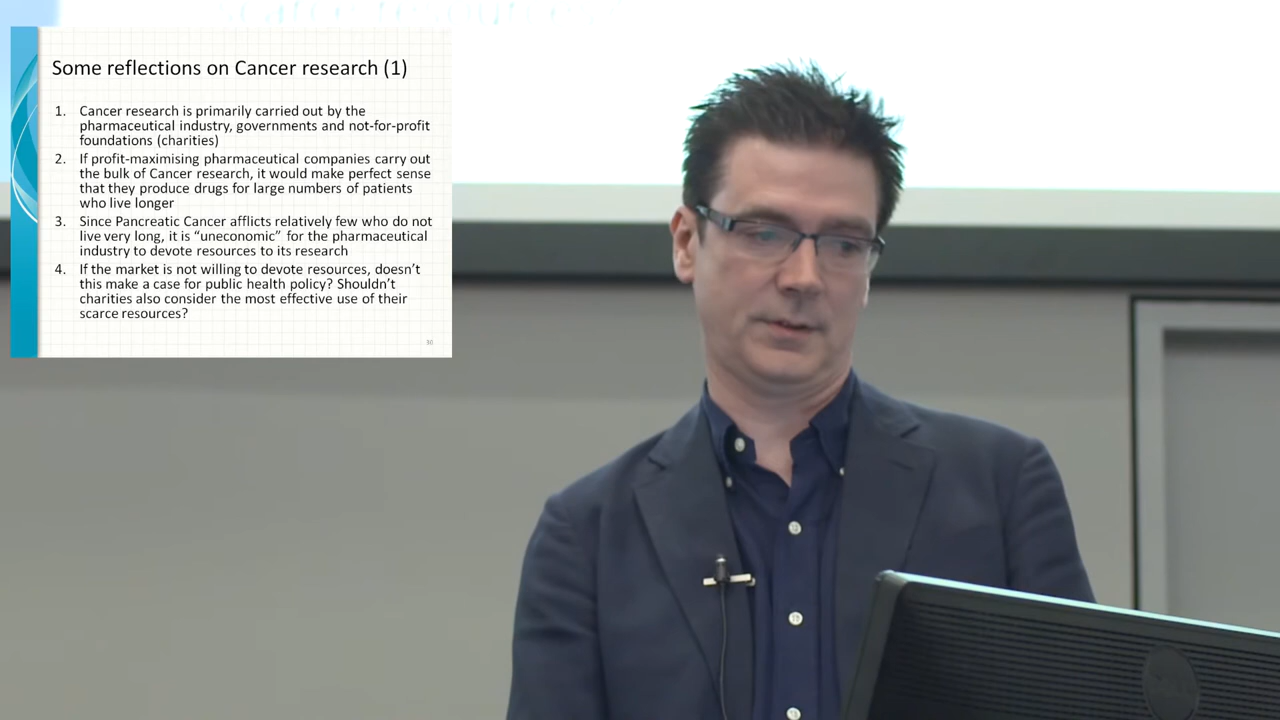 Some reflections on Cancer research (1)
1. Cancer research is primarily carried out by the
pharmaceutical industry, governments and not-for-profit
foundations (charities)
2. If profit-maximising pharmaceutical companies carry out
the bulk of Cancer research, it would make perfect sense
that they produce drugs for large numbers of patients
who live longer
3. Since Pancreatic Cancer afflicts relatively few who do not
live very long, it is “uneconomic” for the pharmaceutical
industry to devote resources to its research
4. If the market is not willing to devote resources, doesn’t
this make a case for public health policy? Shouldn’t
charities also consider the most effective use of their
scarce resources?
30